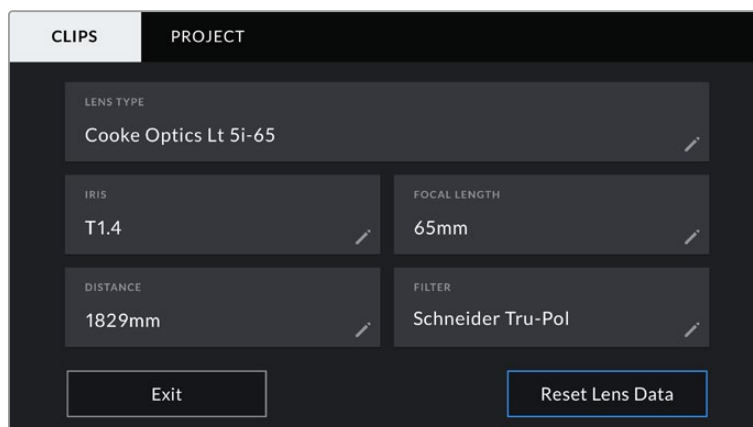 CLIPS PROJECT
LENS TYPE
Cooke Optics Lt 5i-65
IRIS
T1.4
FOCAL LENGTH
65mm
DISTANCE
1829mm
FILTER
Schneider Tru-Pol
Exit
Reset Lens Data